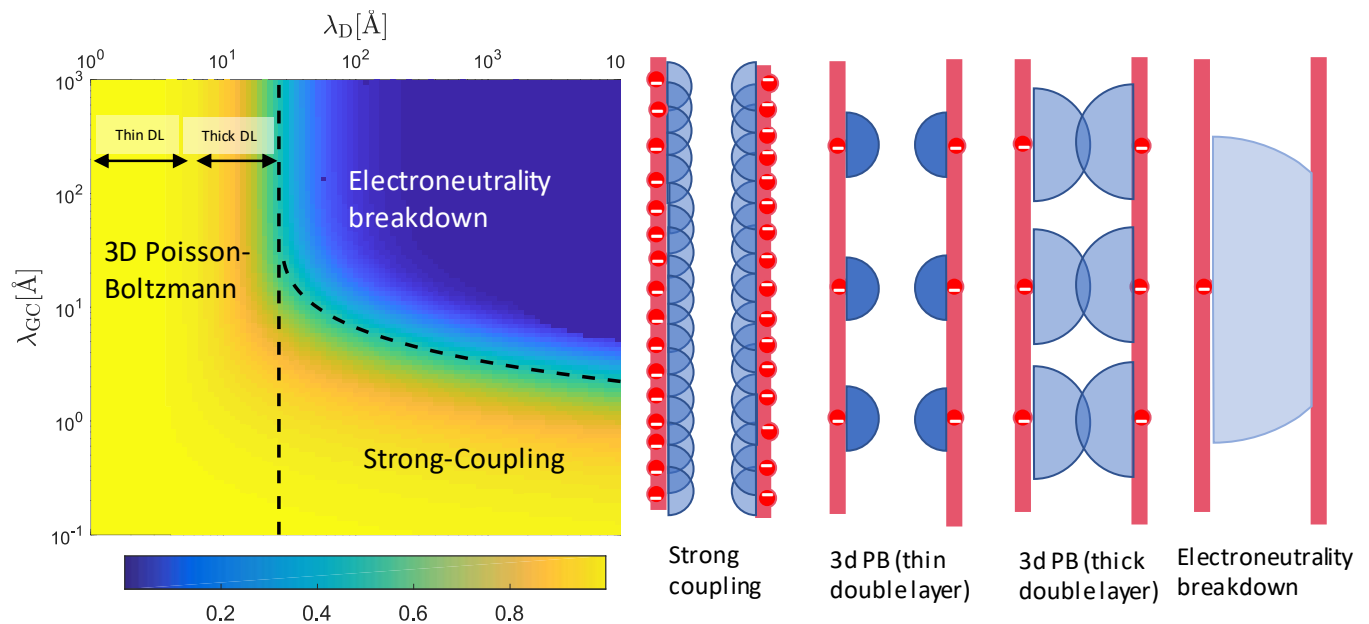 λ_D[Å]
10^0 10^1 10^2 10^3 10
10^3
10^2
10^1
10^0
10^-1
λ_GC[Å]
Thin DL
Thick DL
Electroneutrality
breakdown
3D Poisson-
Boltzmann
Strong-Coupling
0.2 0.4 0.6 0.8
Strong
coupling
3d PB (thin
double layer)
3d PB (thick
double layer)
Electroneutrality
breakdown